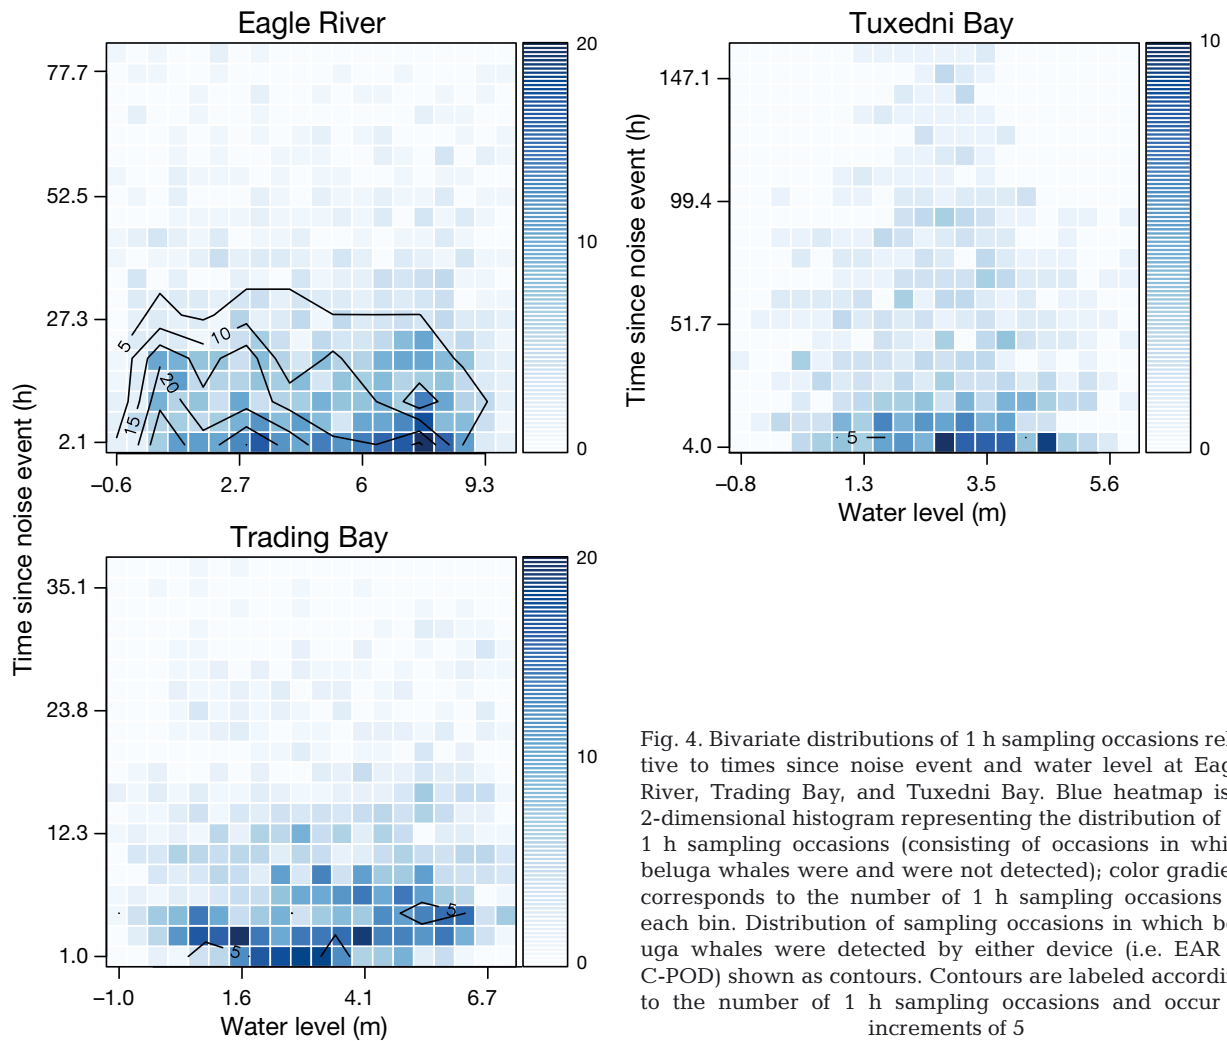 Eagle River
77.7
52.5
27.3
2.1
−0.6
2.7
6
9.3
20
10
0
5
10
15
20
Tuxedni Bay
Time since noise event (h)
147.1
99.4
51.7
4.0
−0.8
1.3
3.5
5.6
Water level (m)
10
0
5
Time since noise event (h)
Trading Bay
35.1
23.8
12.3
1.0
−1.0
1.6
4.1
6.7
Water level (m)
20
10
0
5
5
Fig. 4. Bivariate distributions of 1 h sampling occasions rel
tive to times since noise event and water level at Eag
River, Trading Bay, and Tuxedni Bay. Blue heatmap is
2-dimensional histogram representing the distribution of
1 h sampling occasions (consisting of occasions in whi
beluga whales were and were not detected); color gradie
corresponds to the number of 1 h sampling occasions
each bin. Distribution of sampling occasions in which be
uga whales were detected by either device (i.e. EAR
C-POD) shown as contours. Contours are labeled accordi
to the number of 1 h sampling occasions and occur
increments of 5